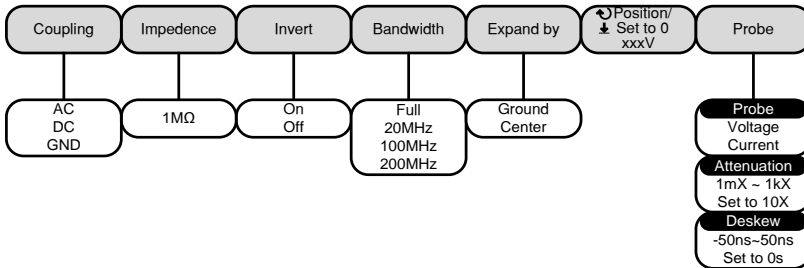 Coupling
Impedence
Invert
Bandwidth
Expand by
Position/
Set to 0
xxxV
Probe
AC
DC
GND
1MΩ
On
Off
Full
20MHz
100MHz
200MHz
Ground
Center
Probe
Voltage
Current
Attenuation
1mX ~ 1kX
Set to 10X
Deskew
-50ns~50ns
Set to 0s